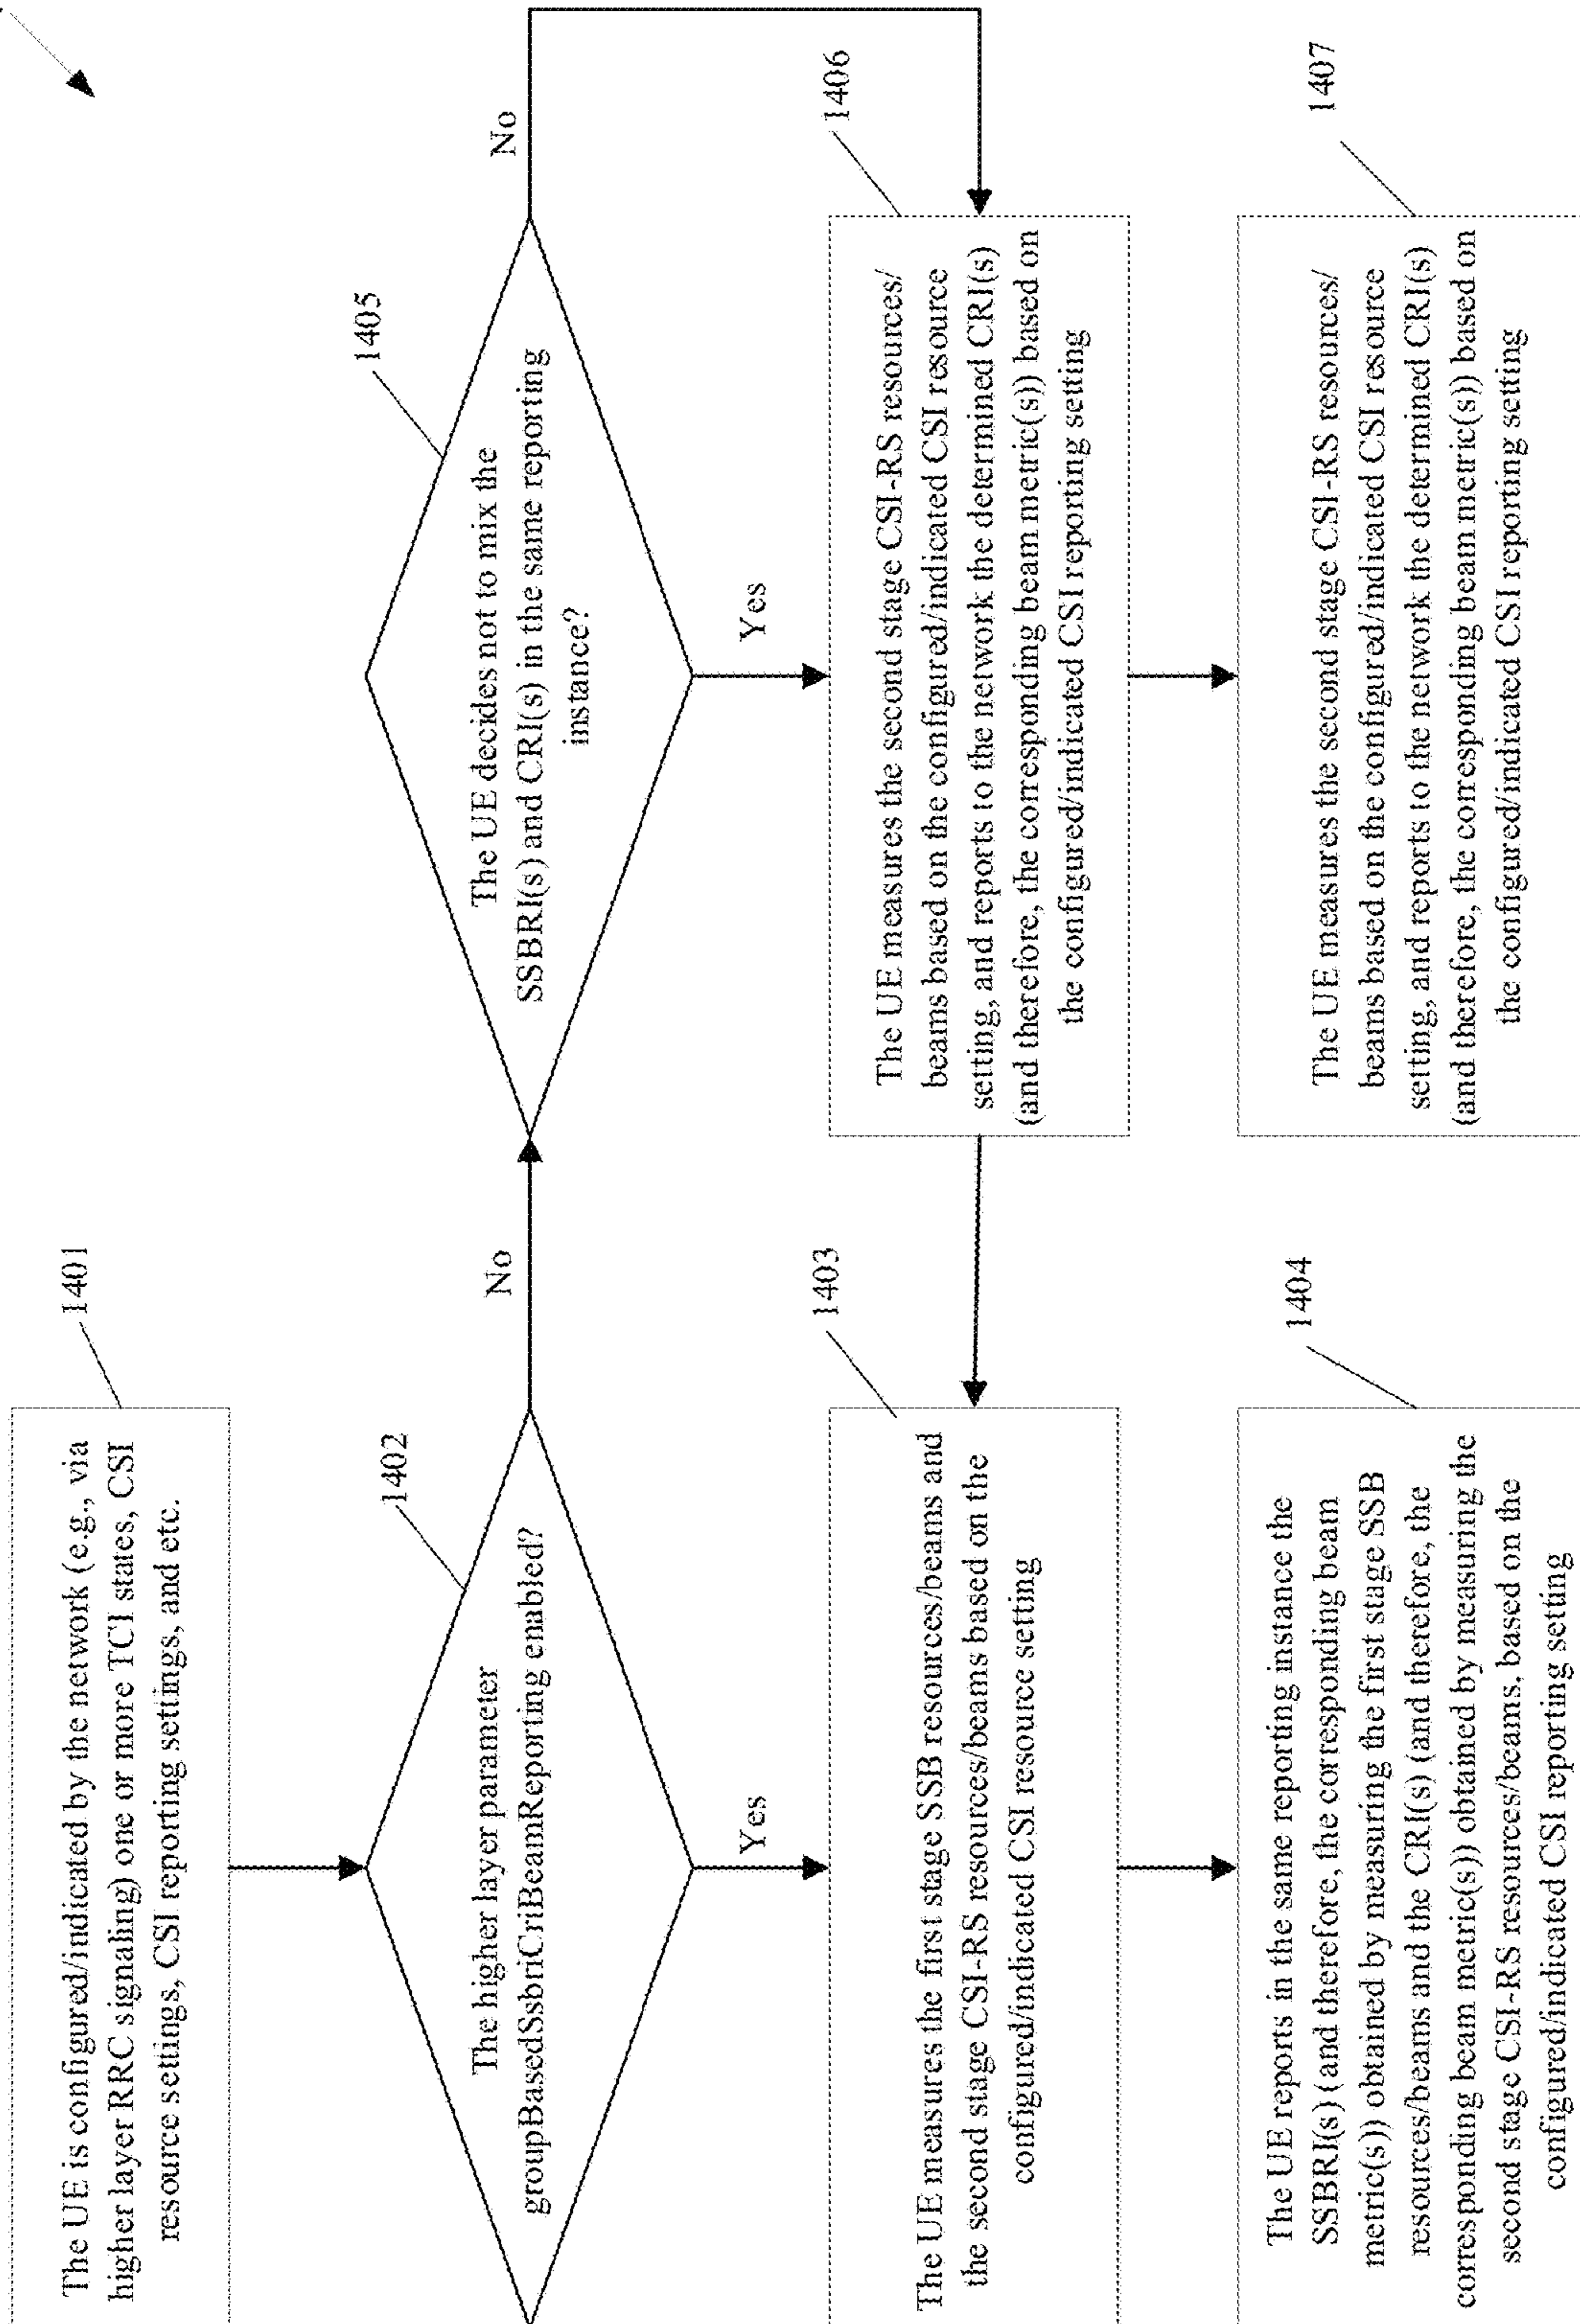 1401
The UE is configured/indicated by the network (e.g., via
higher layer RRC signaling) one or more TCI states, CSI
resource settings, CSI reporting settings, and etc.
1402
The higher layer parameter
groupBasedSsbriCriBeamReporting enabled?
No
Yes
1403
The UE measures the first stage SSB resources/beams and
the second stage CSI-RS resources/beams based on the
configured/indicated CSI resource setting
1404
The UE reports in the same reporting instance the
SSBRI(s) (and therefore, the corresponding beam
metric(s)) obtained by measuring the first stage SSB
resources/beams and the CRI(s) (and therefore, the
corresponding beam metric(s)) obtained by measuring the
second stage CSI-RS resources/beams, based on the
configured/indicated CSI reporting setting
1405
The UE decides not to mix the
SSBRI(s) and CRI(s) in the same reporting
instance?
No
Yes
1406
The UE measures the second stage CSI-RS resources/
beams based on the configured/indicated CSI resource
setting, and reports to the network the determined CRI(s)
(and therefore, the corresponding beam metric(s)) based on
the configured/indicated CSI reporting setting
1407
The UE measures the second stage CSI-RS resources/
beams based on the configured/indicated CSI resource
setting, and reports to the network the determined CRI(s)
(and therefore, the corresponding beam metric(s)) based on
the configured/indicated CSI reporting setting